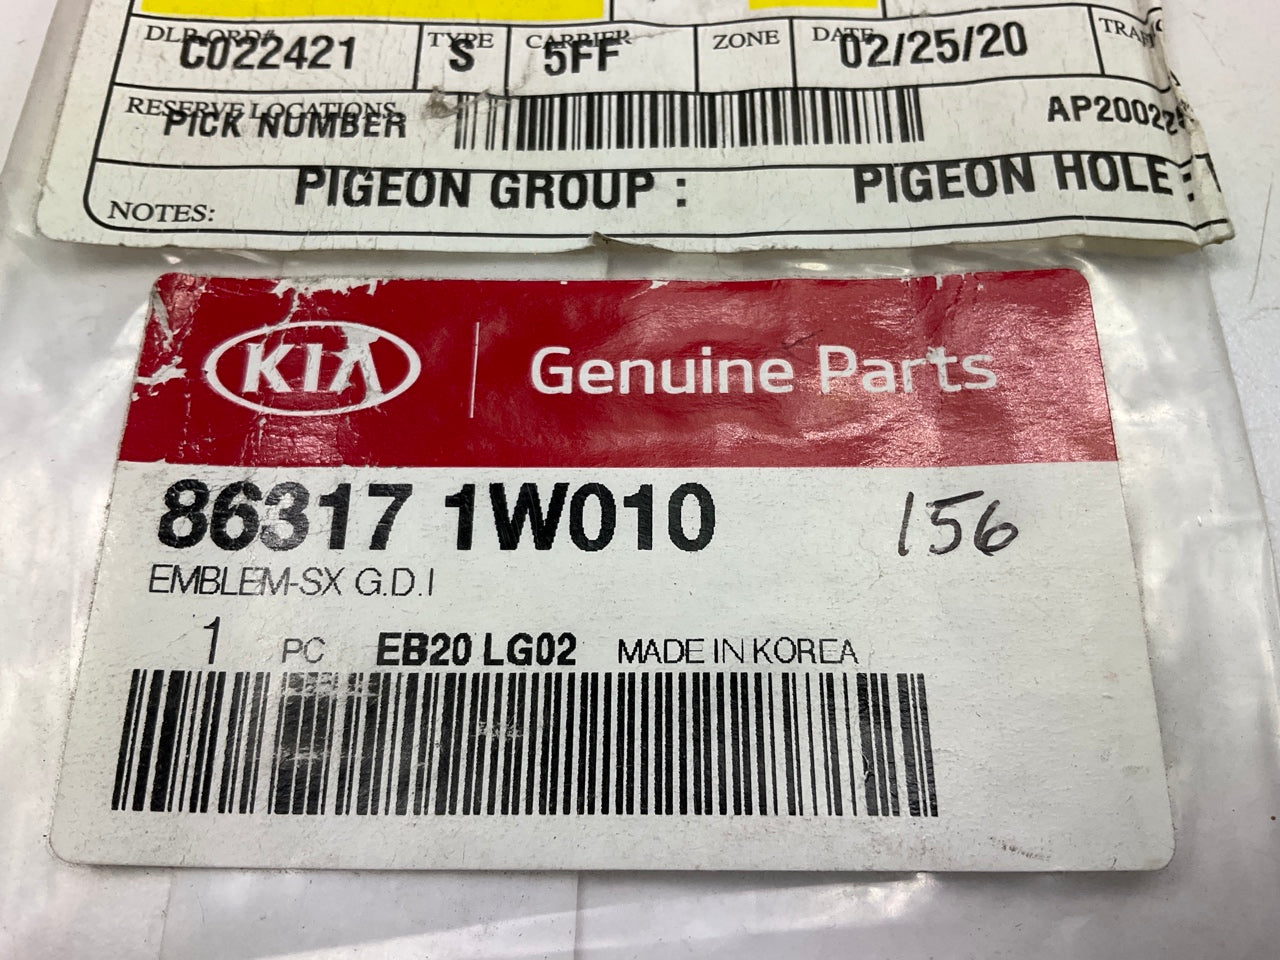 DLR ORD# TYPE CARRIER ZONE DATE
C022421 S 5FF 02/25/20
RESERVE LOCATIONS
PICK NUMBER
PIGEON GROUP : PIGEON HOLE :
NOTES:
KIA Genuine Parts
86317 1W010 156
EMBLEM-SX G.D.I
1 PC EB20 LG02 MADE IN KOREA